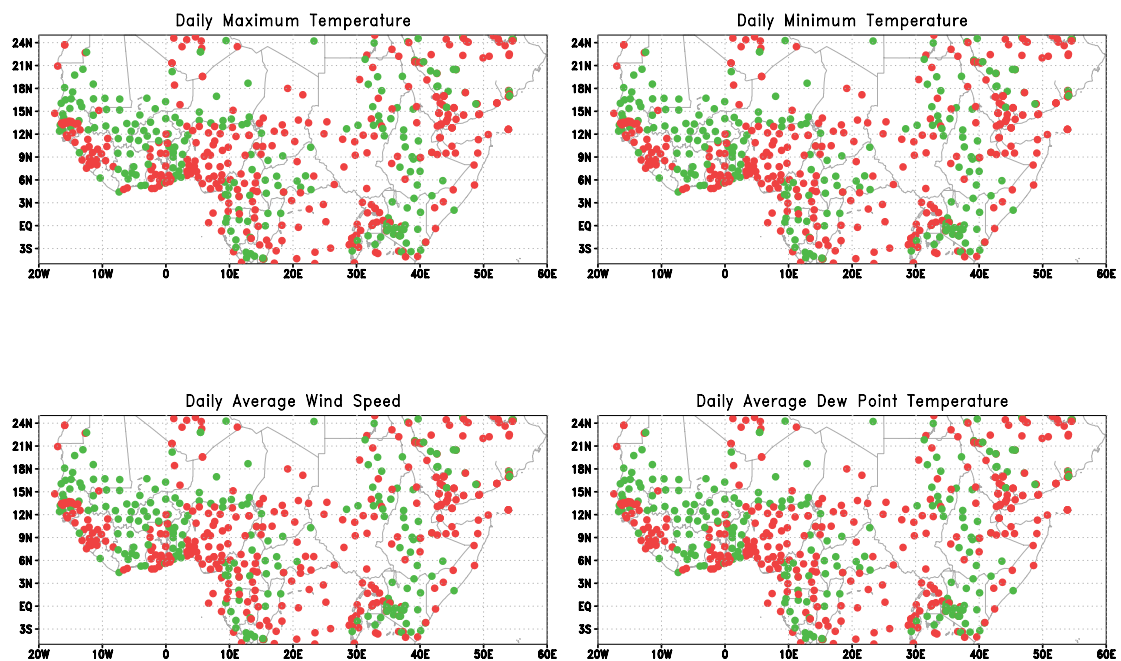 Daily Maximum Temperature
24N
21N
18N
15N
12N
9N
6N
3N
EQ
3S
20W 10W 0 10E 20E 30E 40E 50E 60E
Daily Minimum Temperature
24N
21N
18N
15N
12N
9N
6N
3N
EQ
3S
20W 10W 0 10E 20E 30E 40E 50E 60E
Daily Average Wind Speed
24N
21N
18N
15N
12N
9N
6N
3N
EQ
3S
20W 10W 0 10E 20E 30E 40E 50E 60E
Daily Average Dew Point Temperature
24N
21N
18N
15N
12N
9N
6N
3N
EQ
3S
20W 10W 0 10E 20E 30E 40E 50E 60E